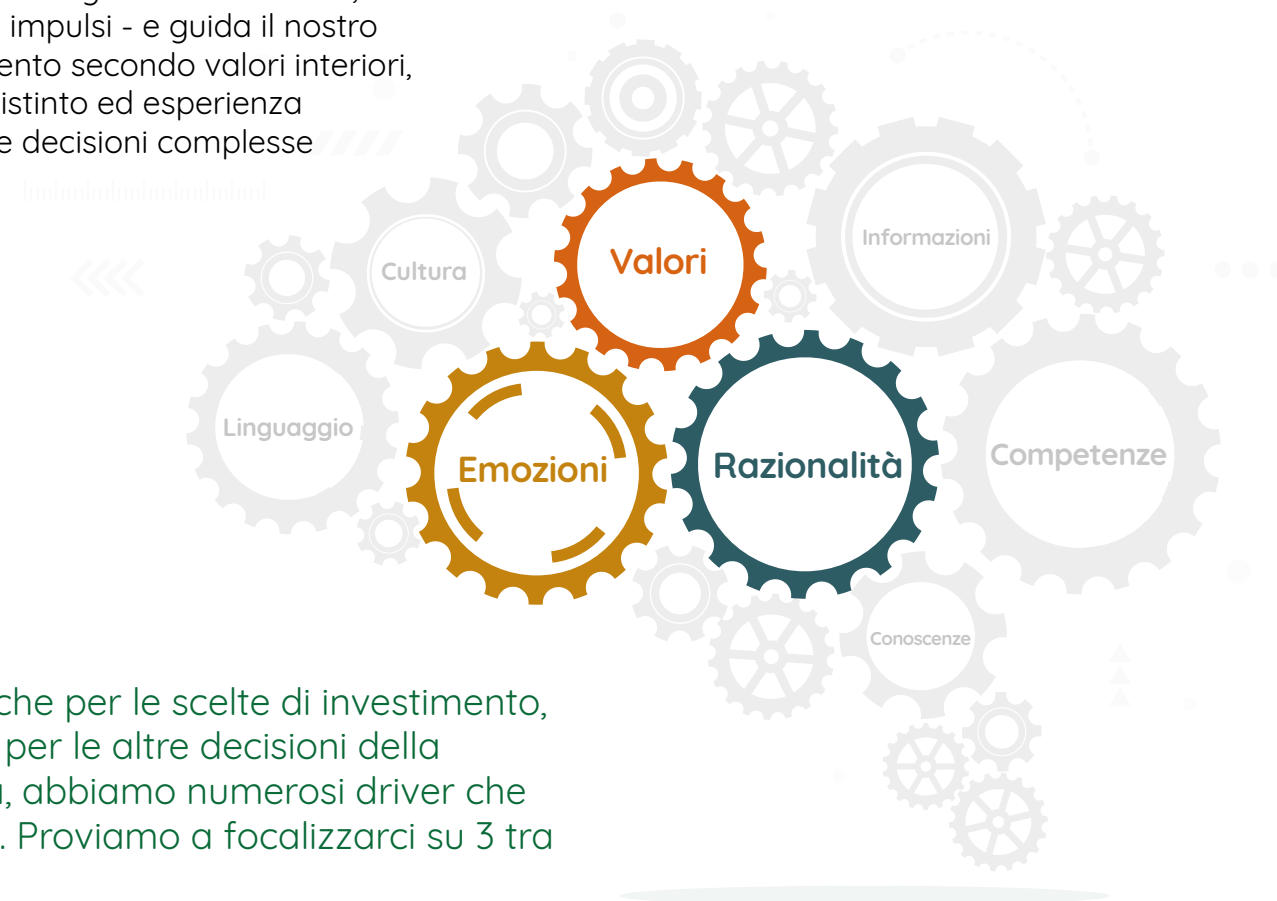 impulsi - e guida il nostro
ento secondo valori interiori,
istinto ed esperienza
e decisioni complesse
Valori
Informazioni
Cultura
Linguaggio
Emozioni
Razionalità
Competenze
Conoscenze
che per le scelte di investimento,
per le altre decisioni della
, abbiamo numerosi driver che
. Proviamo a focalizzarci su 3 tra